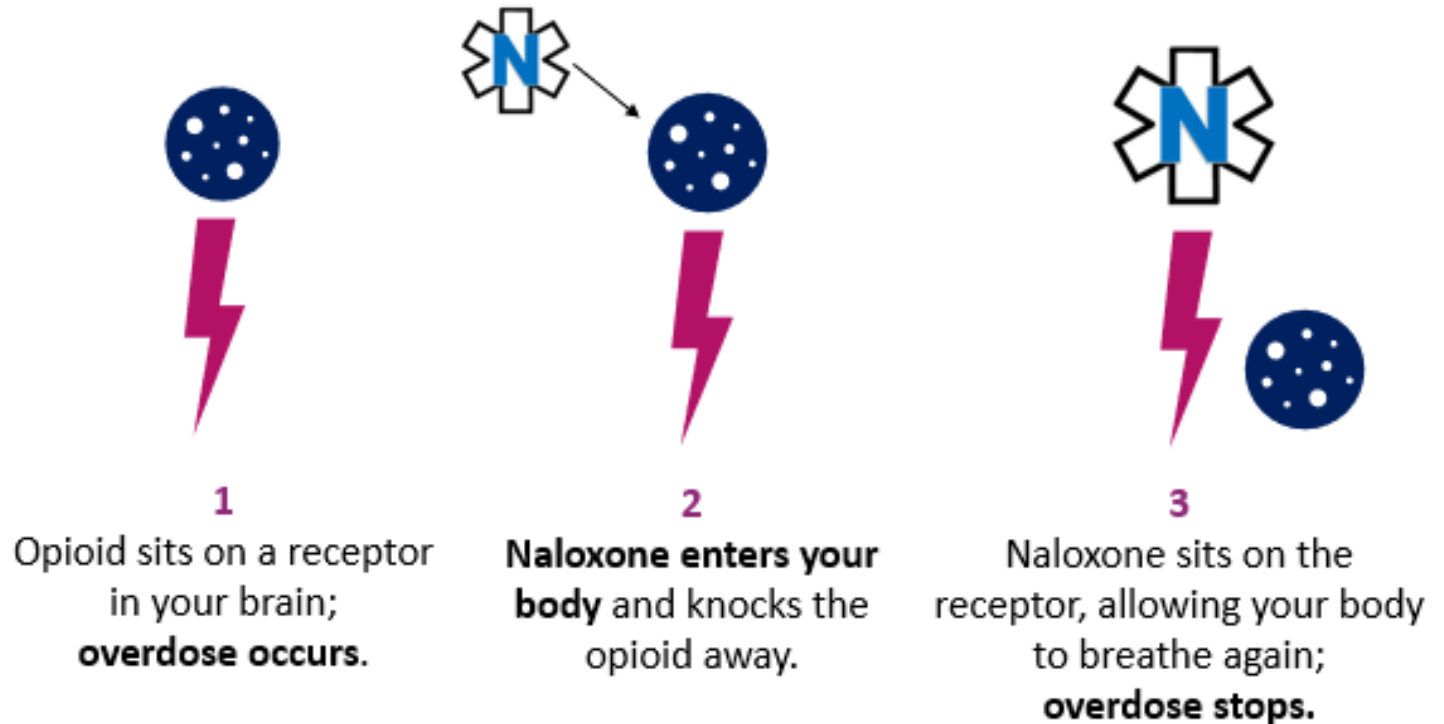 N
N
1
Opioid sits on a receptor
in your brain;
overdose occurs.
2
Naloxone enters your
body and knocks the
opioid away.
3
Naloxone sits on the
receptor, allowing your body
to breathe again;
overdose stops.